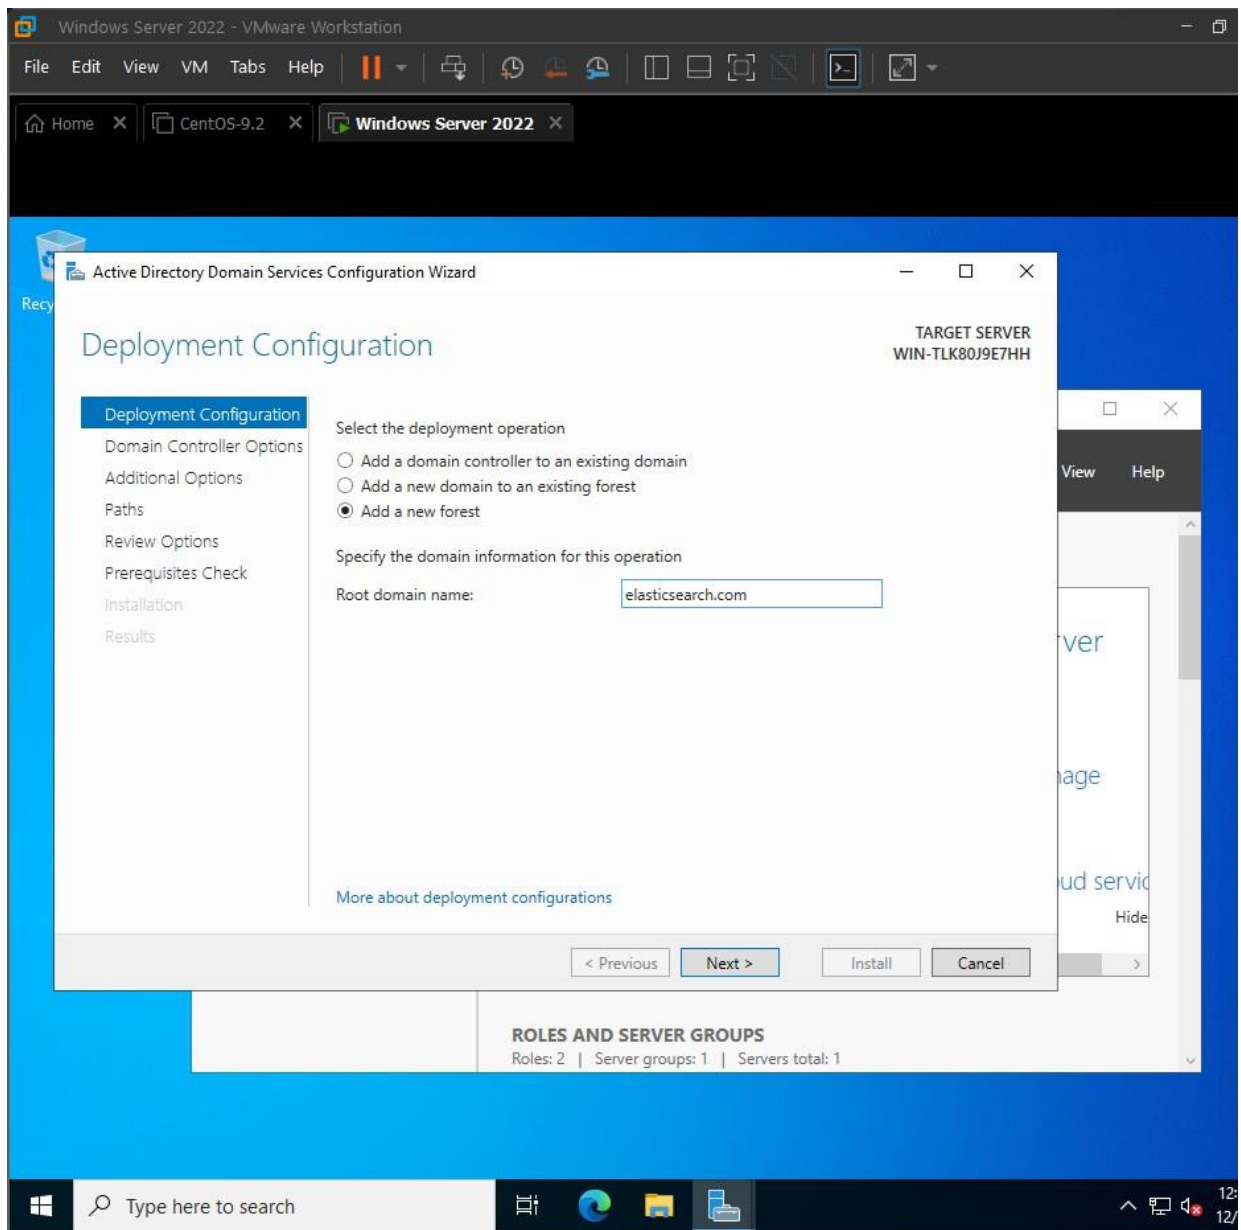 Windows Server 2022 - VMware Workstation
File Edit View VM Tabs Help
Home CentOS-9.2 Windows Server 2022
Active Directory Domain Services Configuration Wizard
Deployment Configuration
TARGET SERVER
WIN-TLK80J9E7HH
Deployment Configuration
Domain Controller Options
Additional Options
Paths
Review Options
Prerequisites Check
Installation
Results
Select the deployment operation
Add a domain controller to an existing domain
Add a new domain to an existing forest
Add a new forest
Specify the domain information for this operation
Root domain name: elasticsearch.com
More about deployment configurations
< Previous Next > Install Cancel
View Help
Hide
ROLES AND SERVER GROUPS
Roles: 2 | Server groups: 1 | Servers total: 1
Type here to search